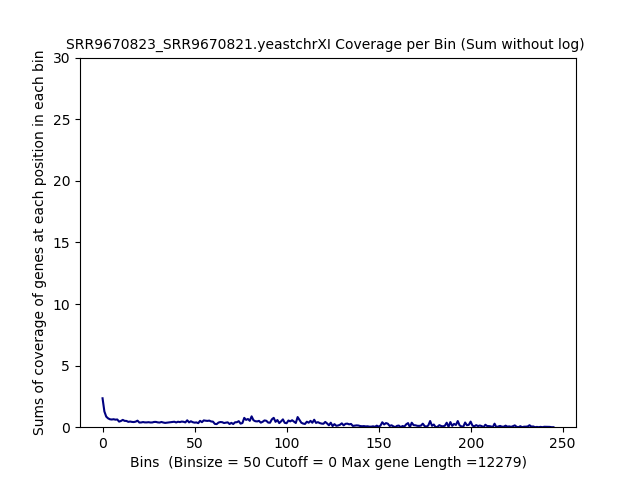 SRR9670823_SRR9670821.yeastchrXI Coverage per Bin (Sum without log)
Sums of coverage of genes at each position in each bin
30
25
20
15
10
5
0
0 50 100 150 200 250
Bins  (Binsize = 50 Cutoff = 0 Max gene Length =12279)